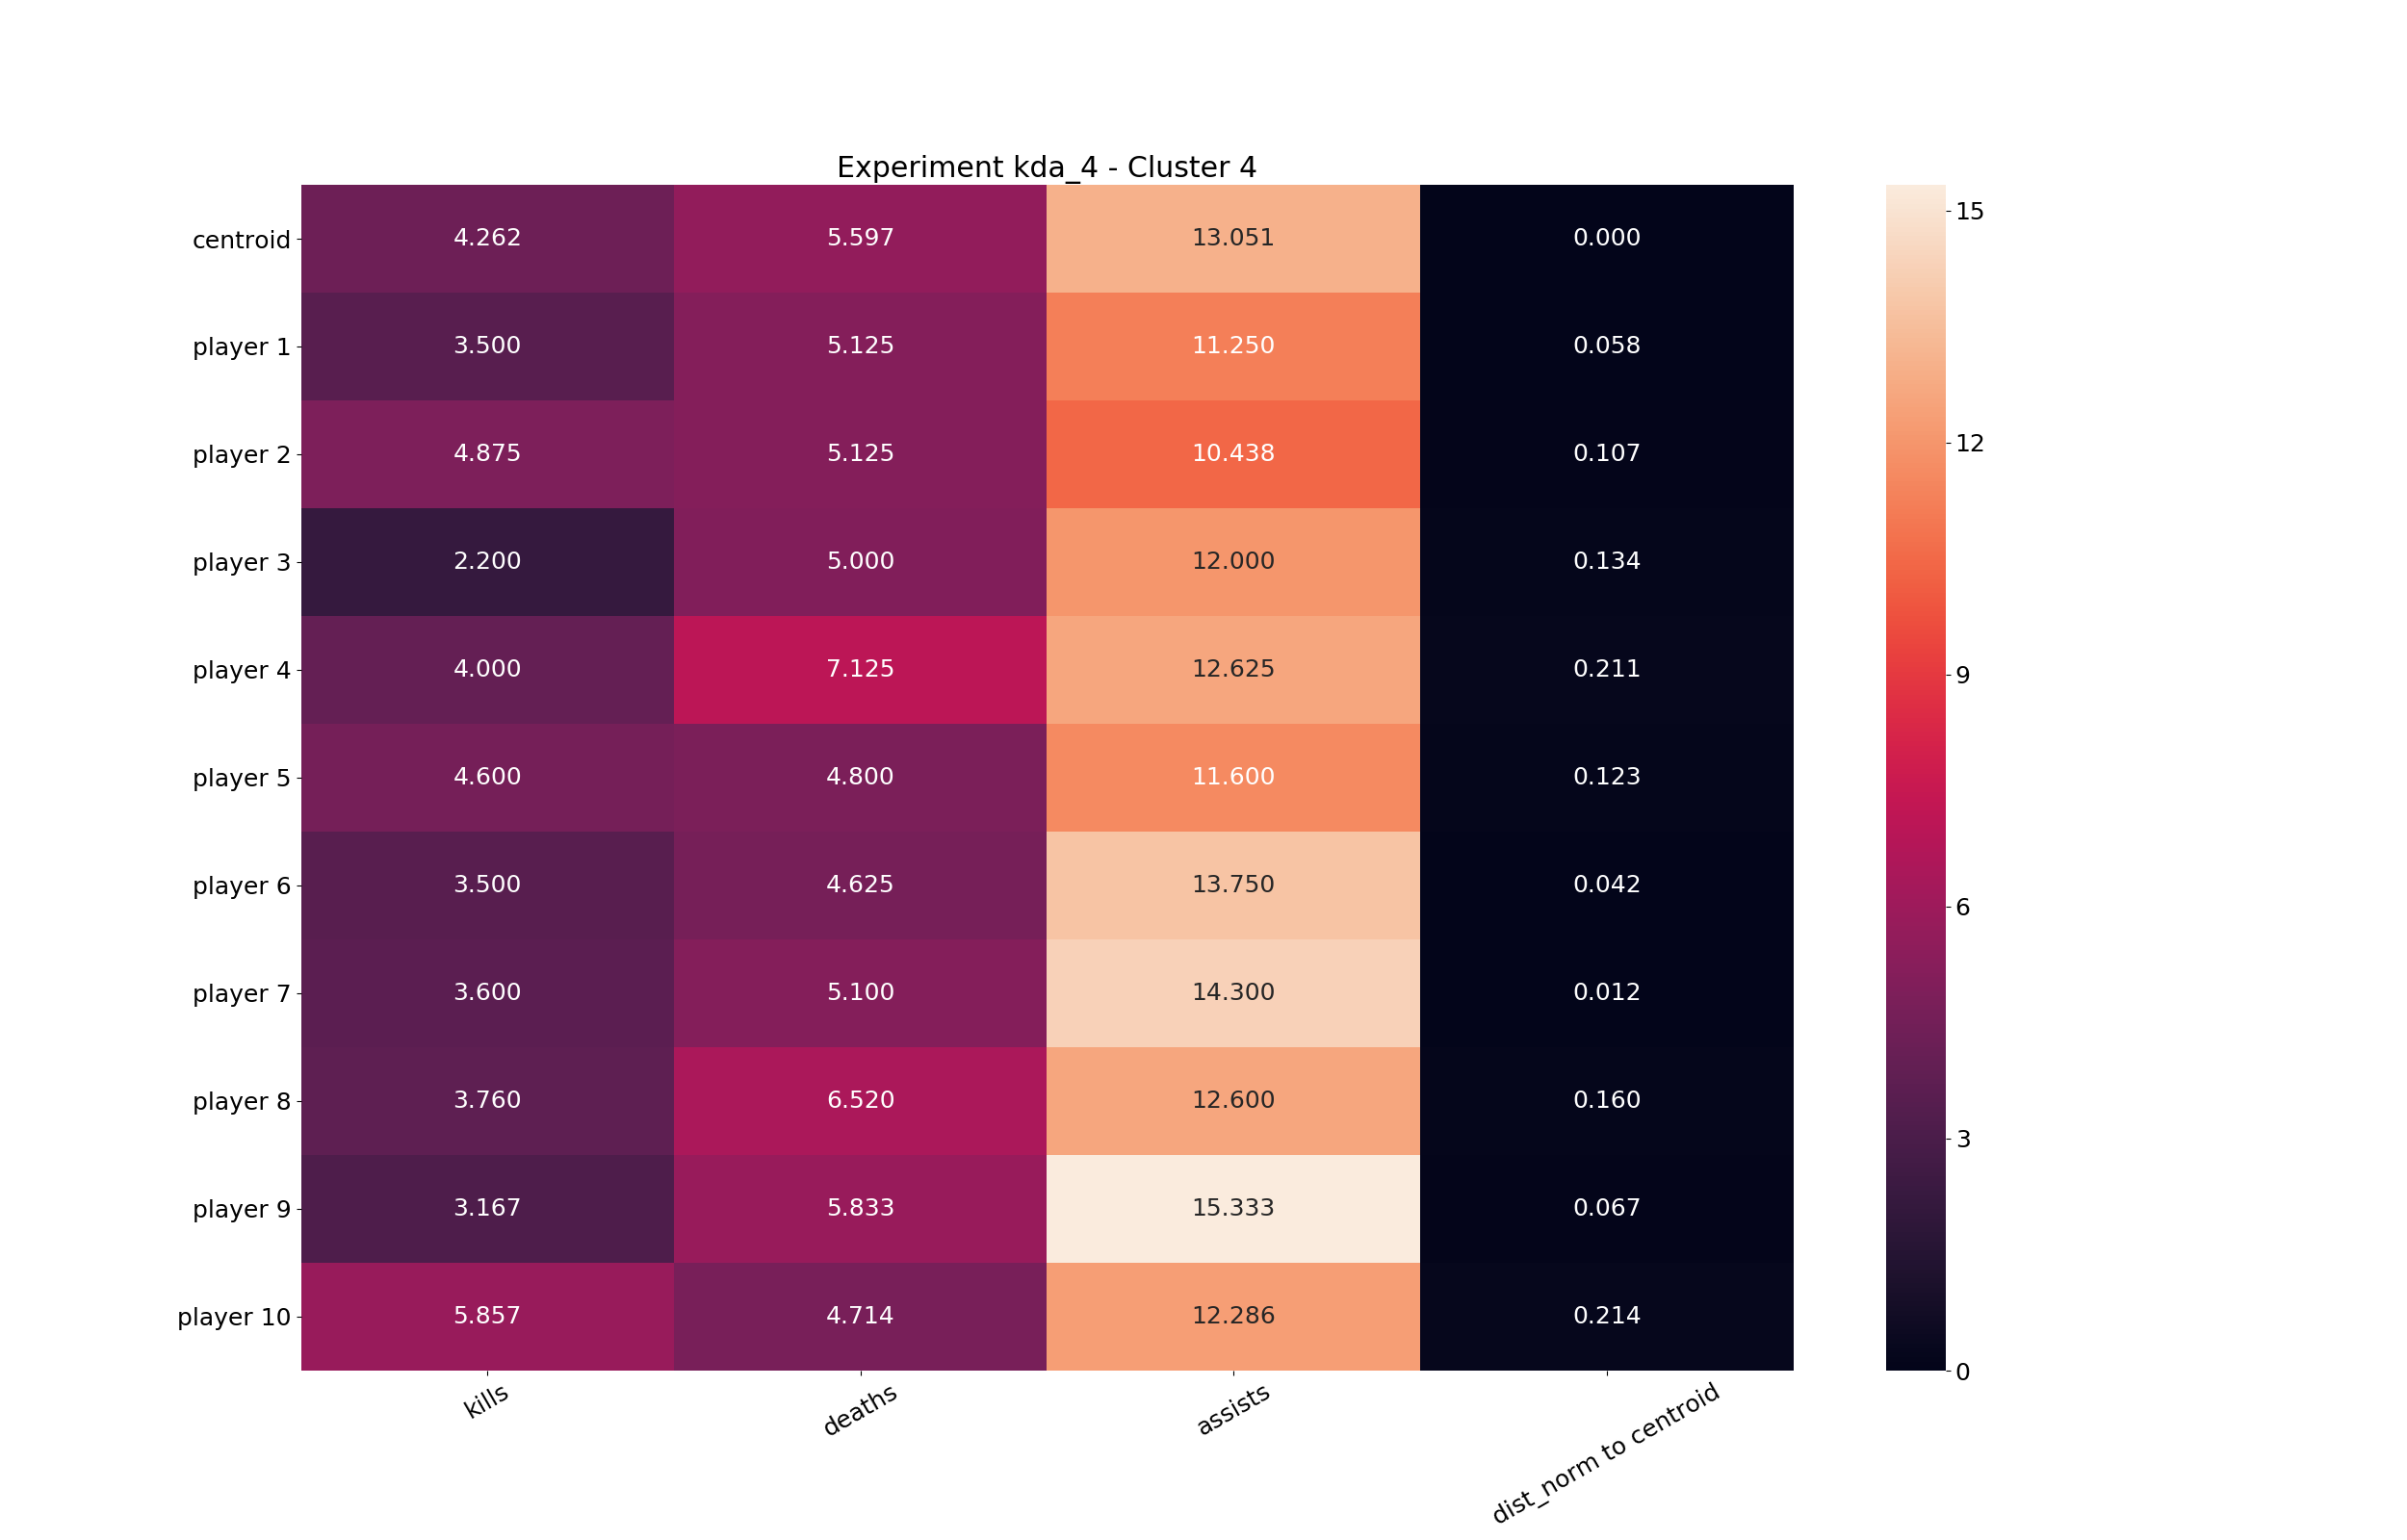 Experiment kda_4 - Cluster 4
centroid 4.262 5.597 13.051 0.000
player 1 3.500 5.125 11.250 0.058
player 2 4.875 5.125 10.438 0.107
player 3 2.200 5.000 12.000 0.134
player 4 4.000 7.125 12.625 0.211
player 5 4.600 4.800 11.600 0.123
player 6 3.500 4.625 13.750 0.042
player 7 3.600 5.100 14.300 0.012
player 8 3.760 6.520 12.600 0.160
player 9 3.167 5.833 15.333 0.067
player 10 5.857 4.714 12.286 0.214
kills deaths assists dist_norm to centroid
15
12
9
6
3
0